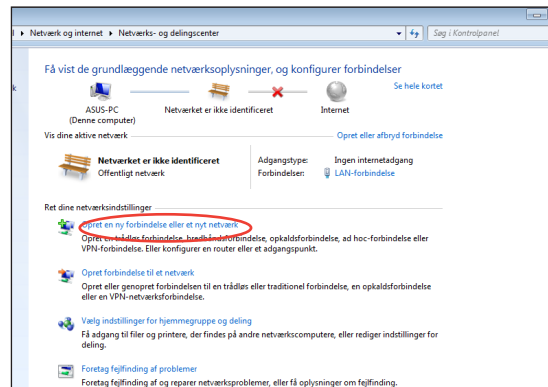 l ▸ Netværk og internet ▸ Netværks- og delingscenter
Søg i Kontrolpanel
Få vist de grundlæggende netværksoplysninger, og konfigurer forbindelser
Se hele kortet
k
ASUS-PC
(Denne computer)
Netværket er ikke identificeret
Internet
Vis dine aktive netværk
Opret eller afbryd forbindelse
Netværket er ikke identificeret
Offentligt netværk
Adgangstype: Ingen internetadgang
Forbindelser: LAN-forbindelse
Ret dine netværksindstillinger
Opret en ny forbindelse eller et nyt netværk
Opret en trådløs forbindelse, bredbåndsforbindelse, opkaldsforbindelse, ad hoc-forbindelse eller
VPN-forbindelse. Eller konfigurer en router eller et adgangspunkt.
Opret forbindelse til et netværk
Opret eller genopret forbindelsen til en trådløs eller traditionel forbindelse, en opkaldsforbindelse
eller en VPN-netværksforbindelse.
Vælg indstillinger for hjemmegruppe og deling
Få adgang til filer og printere, der findes på andre netværkscomputere, eller rediger indstillinger for
deling.
Foretag fejlfinding af problemer
Foretag fejlfinding af og reparer netværksproblemer, eller få oplysninger om fejlfinding.